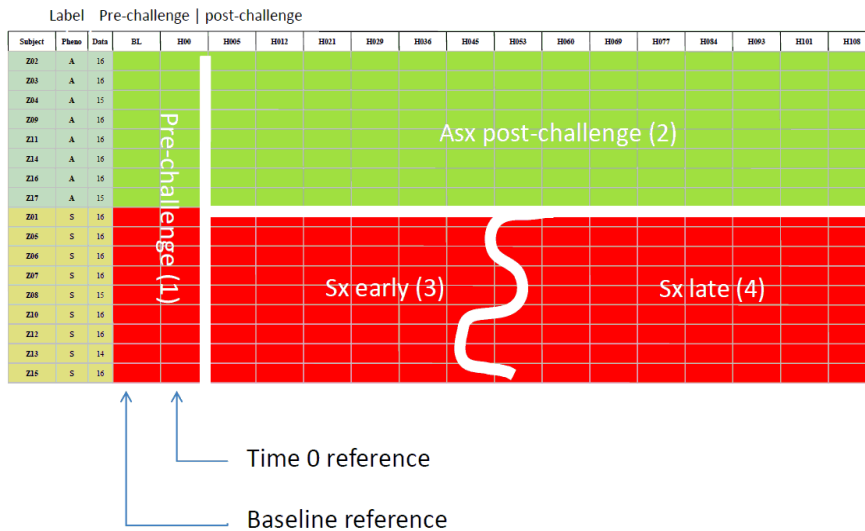 Label Pre-challenge | post-challenge
Subject Pheno Data BL H00 H005 H012 H021 H029 H036 H045 H053 H060 H069 H077 H084 H093 H101 H108
Z02 A 16
Z03 A 16
Z04 A 15
Z09 A 16
Z11 A 16
Z14 A 16
Z16 A 16
Z17 A 15
Z01 S 16
Z05 S 16
Z06 S 16
Z07 S 16
Z08 S 15
Z10 S 16
Z12 S 16
Z13 S 14
Z15 S 16
Pre-challenge (1)
Asx post-challenge (2)
Sx early (3)
Sx late (4)
Time 0 reference
Baseline reference